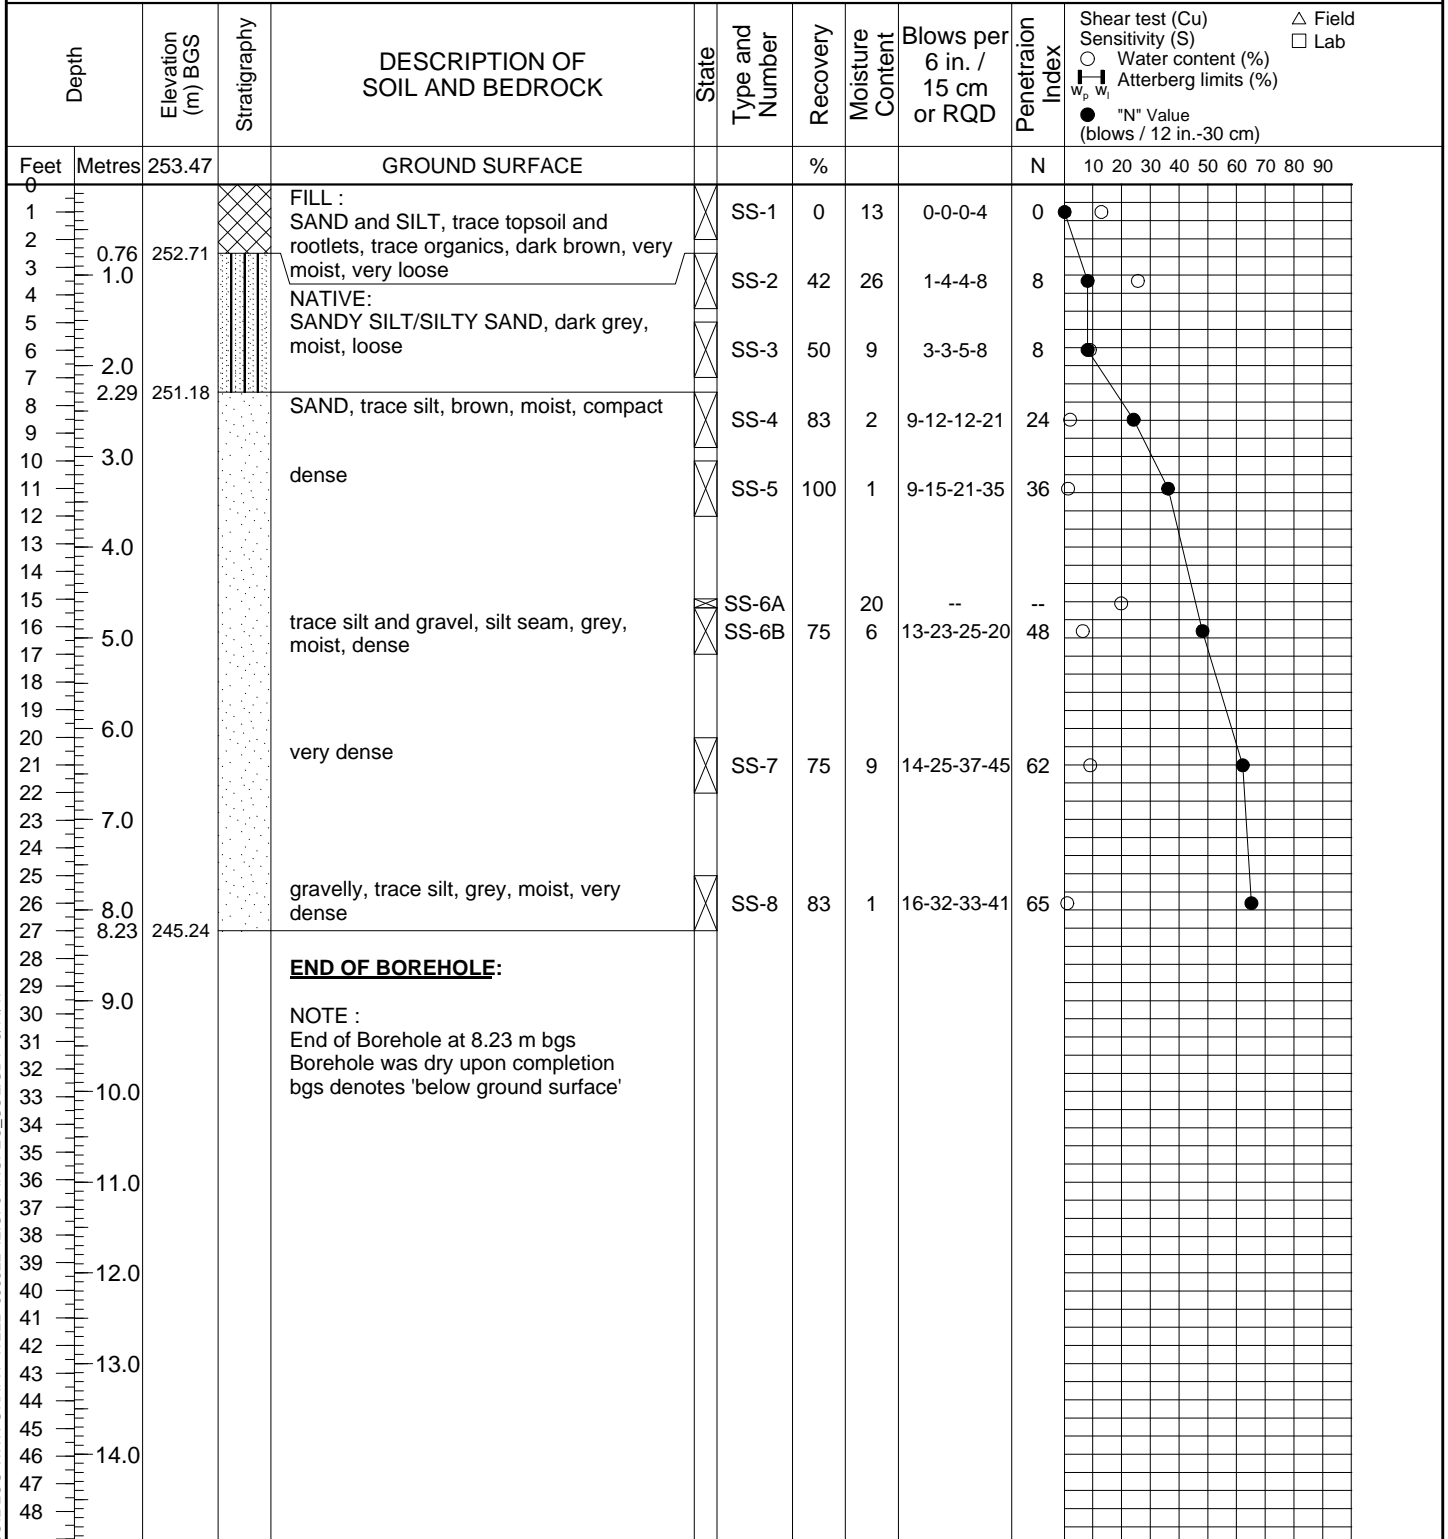 Depth
Elevation (m) BGS
Stratigraphy
DESCRIPTION OF
SOIL AND BEDROCK
State
Type and Number
Recovery
Moisture Content
Blows per
6 in. /
15 cm
or RQD
Penetraion Index
Shear test (Cu)
Sensitivity (S)
△ Field
□ Lab
○ Water content (%)
wp wl Atterberg limits (%)
● "N" Value
(blows / 12 in.-30 cm)
Feet Metres 253.47 GROUND SURFACE % N 10 20 30 40 50 60 70 80 90
0
FILL :
1 SAND and SILT, trace topsoil and SS-1 0 13 0-0-0-4 0
2 rootlets, trace organics, dark brown, very
0.76 252.71
3 1.0 moist, very loose SS-2 42 26 1-4-4-8 8
4 NATIVE:
5 SANDY SILT/SILTY SAND, dark grey,
6 moist, loose SS-3 50 9 3-3-5-8 8
2.0
7
2.29 251.18
8 SAND, trace silt, brown, moist, compact SS-4 83 2 9-12-12-21 24
9
10 3.0
dense
11 SS-5 100 1 9-15-21-35 36
12
13 4.0
14
15 SS-6A 20 -- --
16 trace silt and gravel, silt seam, grey, SS-6B 75 6 13-23-25-20 48
5.0 moist, dense
17
18
19
6.0
20 very dense
21 SS-7 75 9 14-25-37-45 62
22
23 7.0
24
25 gravelly, trace silt, grey, moist, very
26 8.0 dense SS-8 83 1 16-32-33-41 65
27 8.23 245.24
28 END OF BOREHOLE:
29
9.0
30 NOTE :
31 End of Borehole at 8.23 m bgs
32 Borehole was dry upon completion
33 10.0 bgs denotes 'below ground surface'
34
35
36 11.0
37
38
39 12.0
40
41
42
13.0
43
44
45
46 14.0
47
48